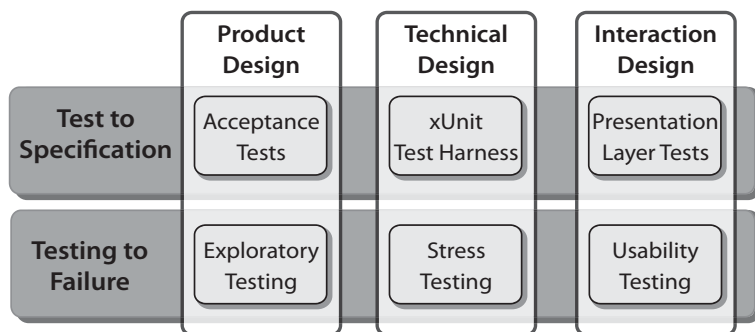 Product
Design
Technical
Design
Interaction
Design
Test to
Specification
Acceptance
Tests
xUnit
Test Harness
Presentation
Layer Tests
Testing to
Failure
Exploratory
Testing
Stress
Testing
Usability
Testing